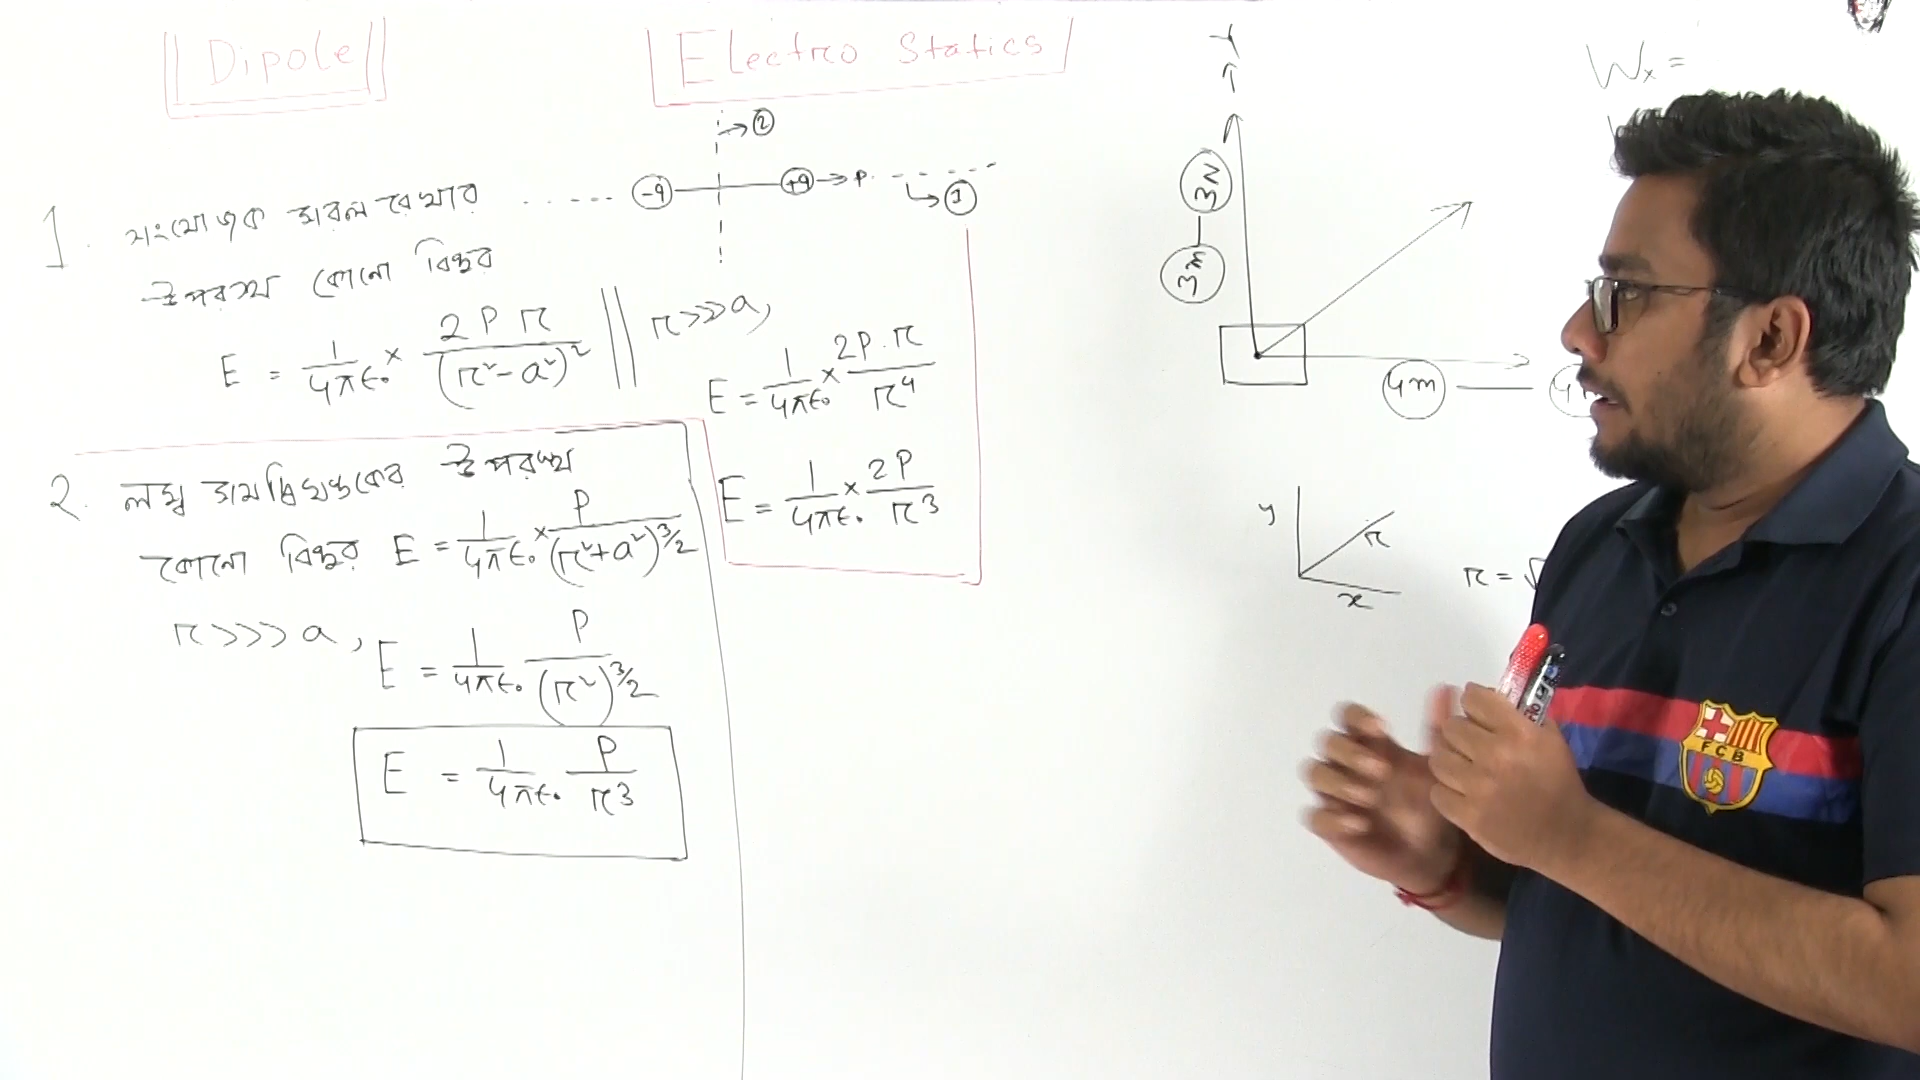 Dipole
Electro Statics
→ 2
-q +q → P
↳ 1
1. সংযোজক সরল রেখার
উপরস্থ কোনো বিন্দুর
E = 1/4πϵ₀ × 2Pr/(r²-a²)²
r>>>a,
E = 1/4πϵ₀ × 2P.r/r⁴
E = 1/4πϵ₀ × 2P/r³
2. লম্ব সমদ্বিখণ্ডকের উপরস্থ
কোনো বিন্দুর E = 1/4πϵ₀ × P/(r²+a²)^3/2
r>>>a, E = 1/4πϵ₀ P/(r²)^3/2
E = 1/4πϵ₀ P/r³
Wₓ =
3N
3m
4m
y
r
x
r = √
FCB